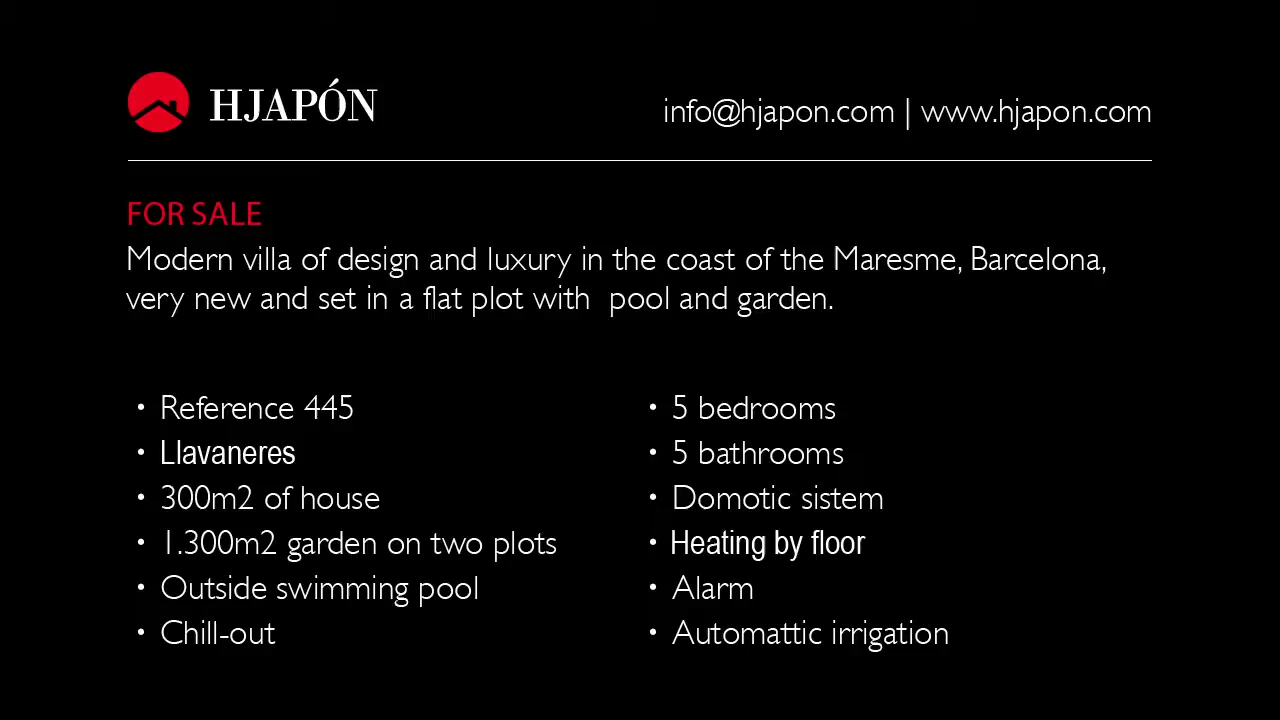 HJAPÓN
info@hjapon.com | www.hjapon.com
FOR SALE
Modern villa of design and luxury in the coast of the Maresme, Barcelona,
very new and set in a flat plot with pool and garden.
• Reference 445
• Llavaneres
• 300m2 of house
• 1.300m2 garden on two plots
• Outside swimming pool
• Chill-out
• 5 bedrooms
• 5 bathrooms
• Domotic sistem
• Heating by floor
• Alarm
• Automattic irrigation